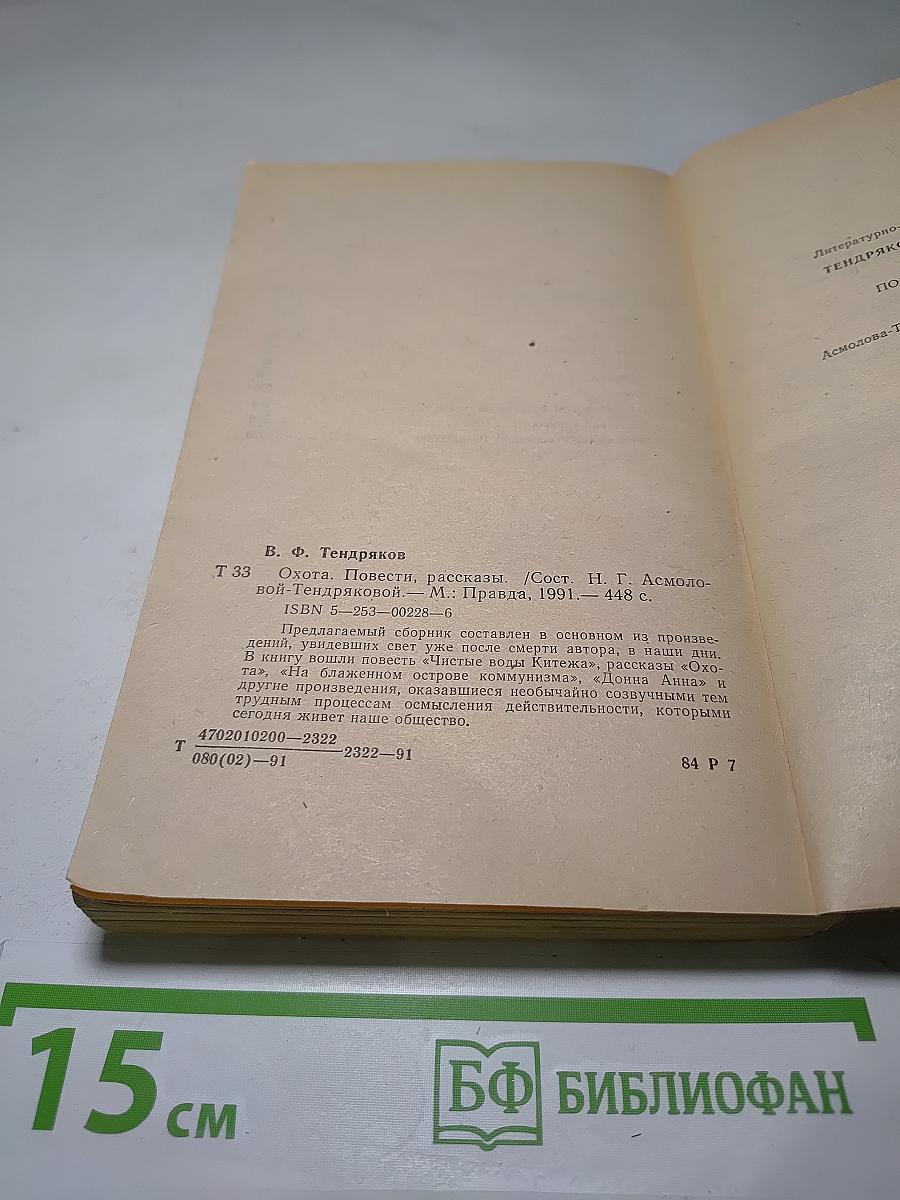 В. Ф. Тендряков
Т 33 Охота. Повести, рассказы. /Сост. Н. Г. Асмоло-
вой-Тендряковой.— М.: Правда, 1991.— 448 с.
ISBN 5—253—00228—6
Предлагаемый сборник составлен в основном из произве-
дений, увидевших свет уже после смерти автора, в наши дни.
В книгу вошли повесть «Чистые воды Китежа», рассказы «Охо-
та», «На блаженном острове коммунизма», «Донна Анна» и
другие произведения, оказавшиеся необычайно созвучными тем
трудным процессам осмысления действительности, которыми
сегодня живет наше общество.
Т 4702010200—2322
080(02)—91
2322—91
84 Р 7
Литературно-
ТЕНДРЯКО
ПО
Асмолова-Т
15 см
БФ БИБЛИОФАН